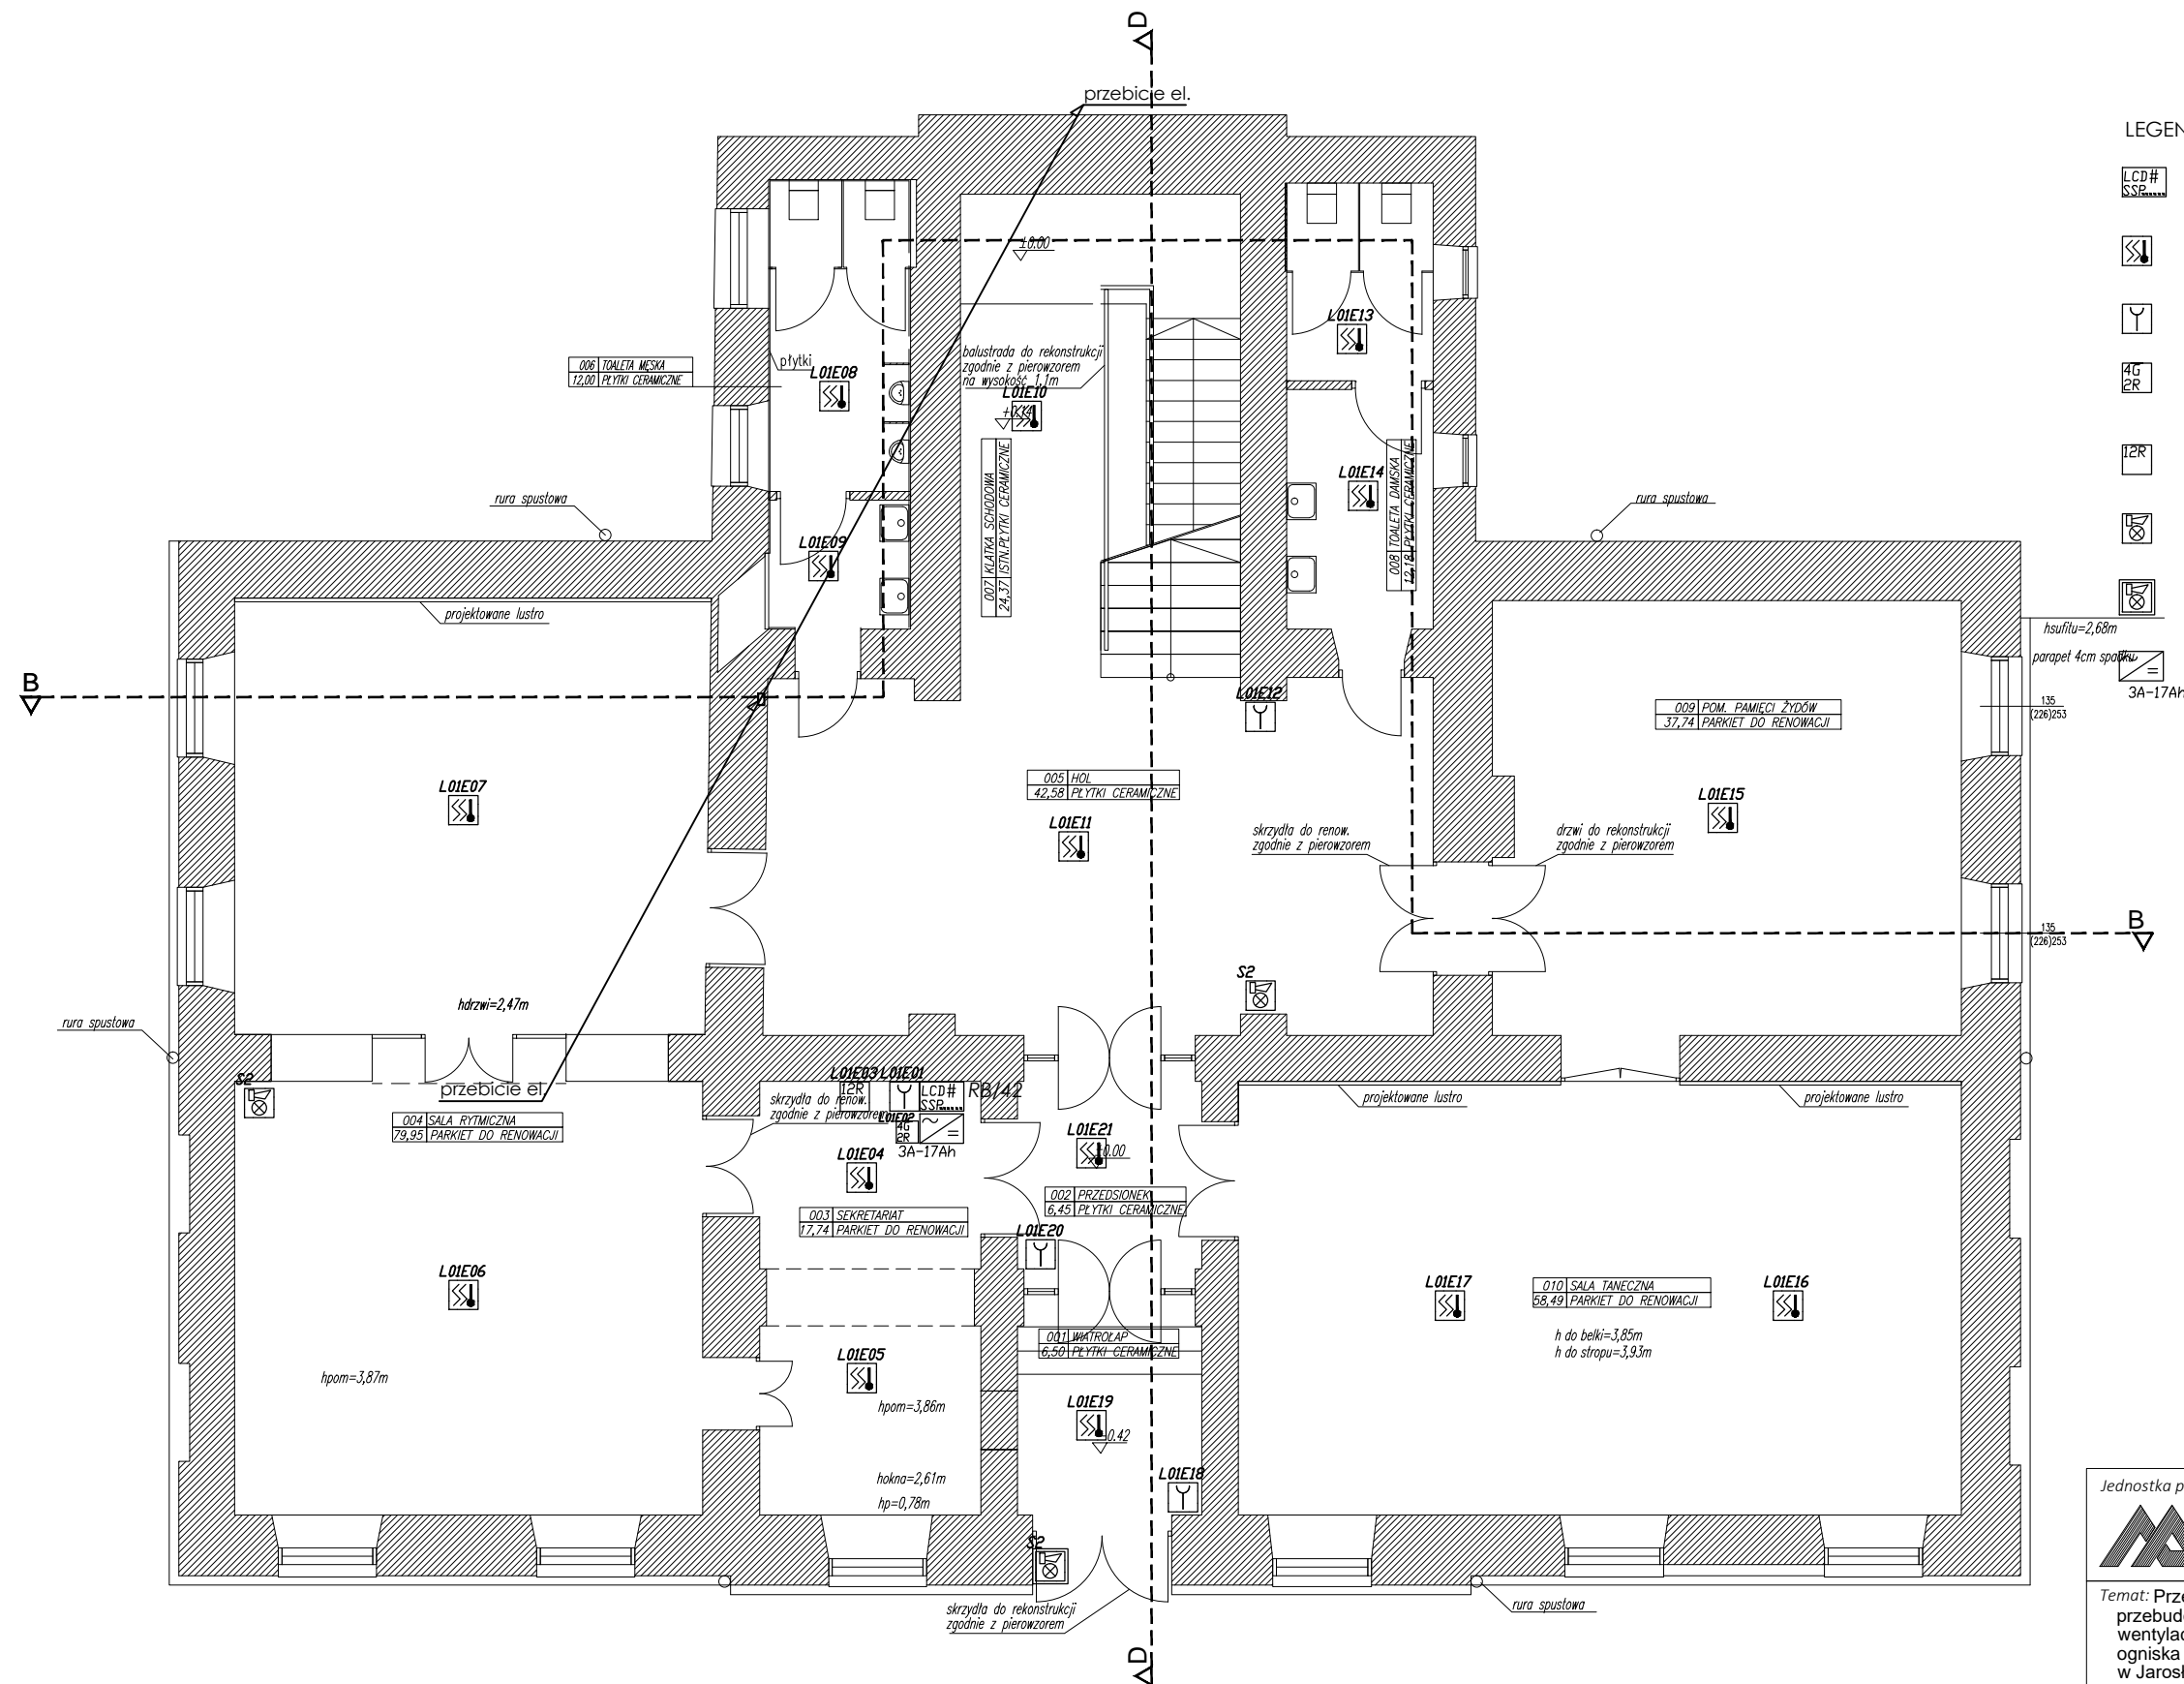 D
przebicie el.
LEGEN
LCD#
SSP......
±0.00
L01E13
balustrada do rekonstrukcji
zgodnie z pierowzorem
na wysokość 1,1m
płytki
006 TOALETA MĘSKA
12,00 PŁYTKI CERAMICZNE
L01E08
L01E10
+0.14
4G
2R
12R
007 KLATKA SCHODOWA
24,37 ISTN.PŁYTKI CERAMICZNE
L01E14
008 TOALETA DAMSKA
12,18 PŁYTKI CERAMICZNE
rura spustowa
rura spustowa
L01E09
projektowane lustro
hsufitu=2,68m
parapet 4cm spadku
3A-17Ah
B
L01E12
009 POM. PAMIĘCI ŻYDÓW
37,74 PARKIET DO RENOWACJI
135
(226)253
L01E07
005 HOL
42,58 PŁYTKI CERAMICZNE
L01E15
L01E11
skrzydła do renow.
zgodnie z pierowzorem
drzwi do rekonstrukcji
zgodnie z pierowzorem
B
135
(226)253
S2
hdrzwi=2,47m
rura spustowa
S2
przebicie el.
L01E03 L01E01
12R
LCD#
SSP......
RB/42
skrzydła do renow.
zgodnie z pierowzorem
L01E02
4G
2R
3A-17Ah
projektowane lustro
projektowane lustro
004 SALA RYTMICZNA
79,95 PARKIET DO RENOWACJI
L01E21
±0.00
L01E04
002 PRZEDSIONEK
6,45 PŁYTKI CERAMICZNE
003 SEKRETARIAT
17,74 PARKIET DO RENOWACJI
L01E20
L01E06
L01E17
010 SALA TANECZNA
58,49 PARKIET DO RENOWACJI
L01E16
001 WIATROŁAP
6,50 PŁYTKI CERAMICZNE
h do belki=3,85m
h do stropu=3,93m
L01E05
hpom=3,87m
hpom=3,86m
L01E19
-0.42
hokna=2,61m
hp=0,78m
L01E18
S2
skrzydła do rekonstrukcji
zgodnie z pierowzorem
rura spustowa
D
Jednostka p
Temat: Prze
przebud
wentylac
ogniska
w Jarosł